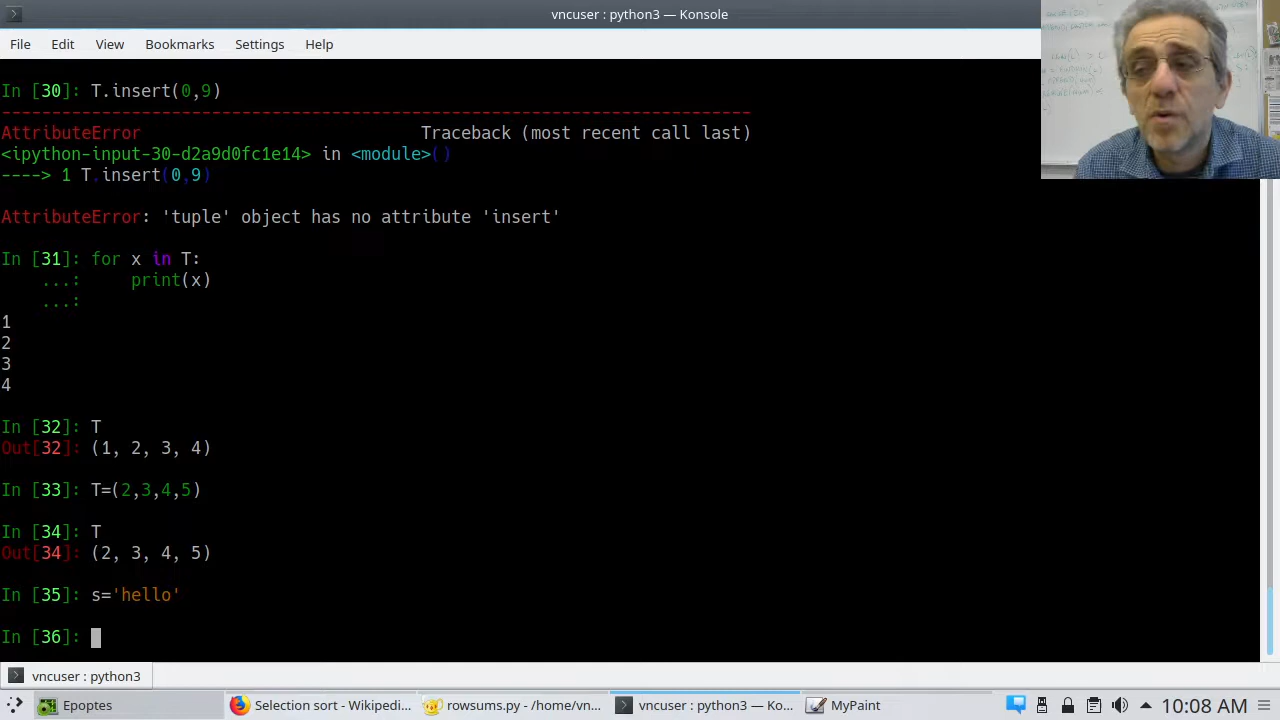 vncuser : python3 — Konsole
File Edit View Bookmarks Settings Help
In [30]: T.insert(0,9)
---------------------------------------------------------------------------
AttributeError                            Traceback (most recent call last)
<ipython-input-30-d2a9d0fc1e14> in <module>()
----> 1 T.insert(0,9)
AttributeError: 'tuple' object has no attribute 'insert'
In [31]: for x in T:
    ...:     print(x)
    ...:
1
2
3
4
In [32]: T
Out[32]: (1, 2, 3, 4)
In [33]: T=(2,3,4,5)
In [34]: T
Out[34]: (2, 3, 4, 5)
In [35]: s='hello'
In [36]:
vncuser : python3
Epoptes Selection sort - Wikipedi... rowsums.py - /home/vn... vncuser : python3 — Ko... MyPaint 10:08 AM